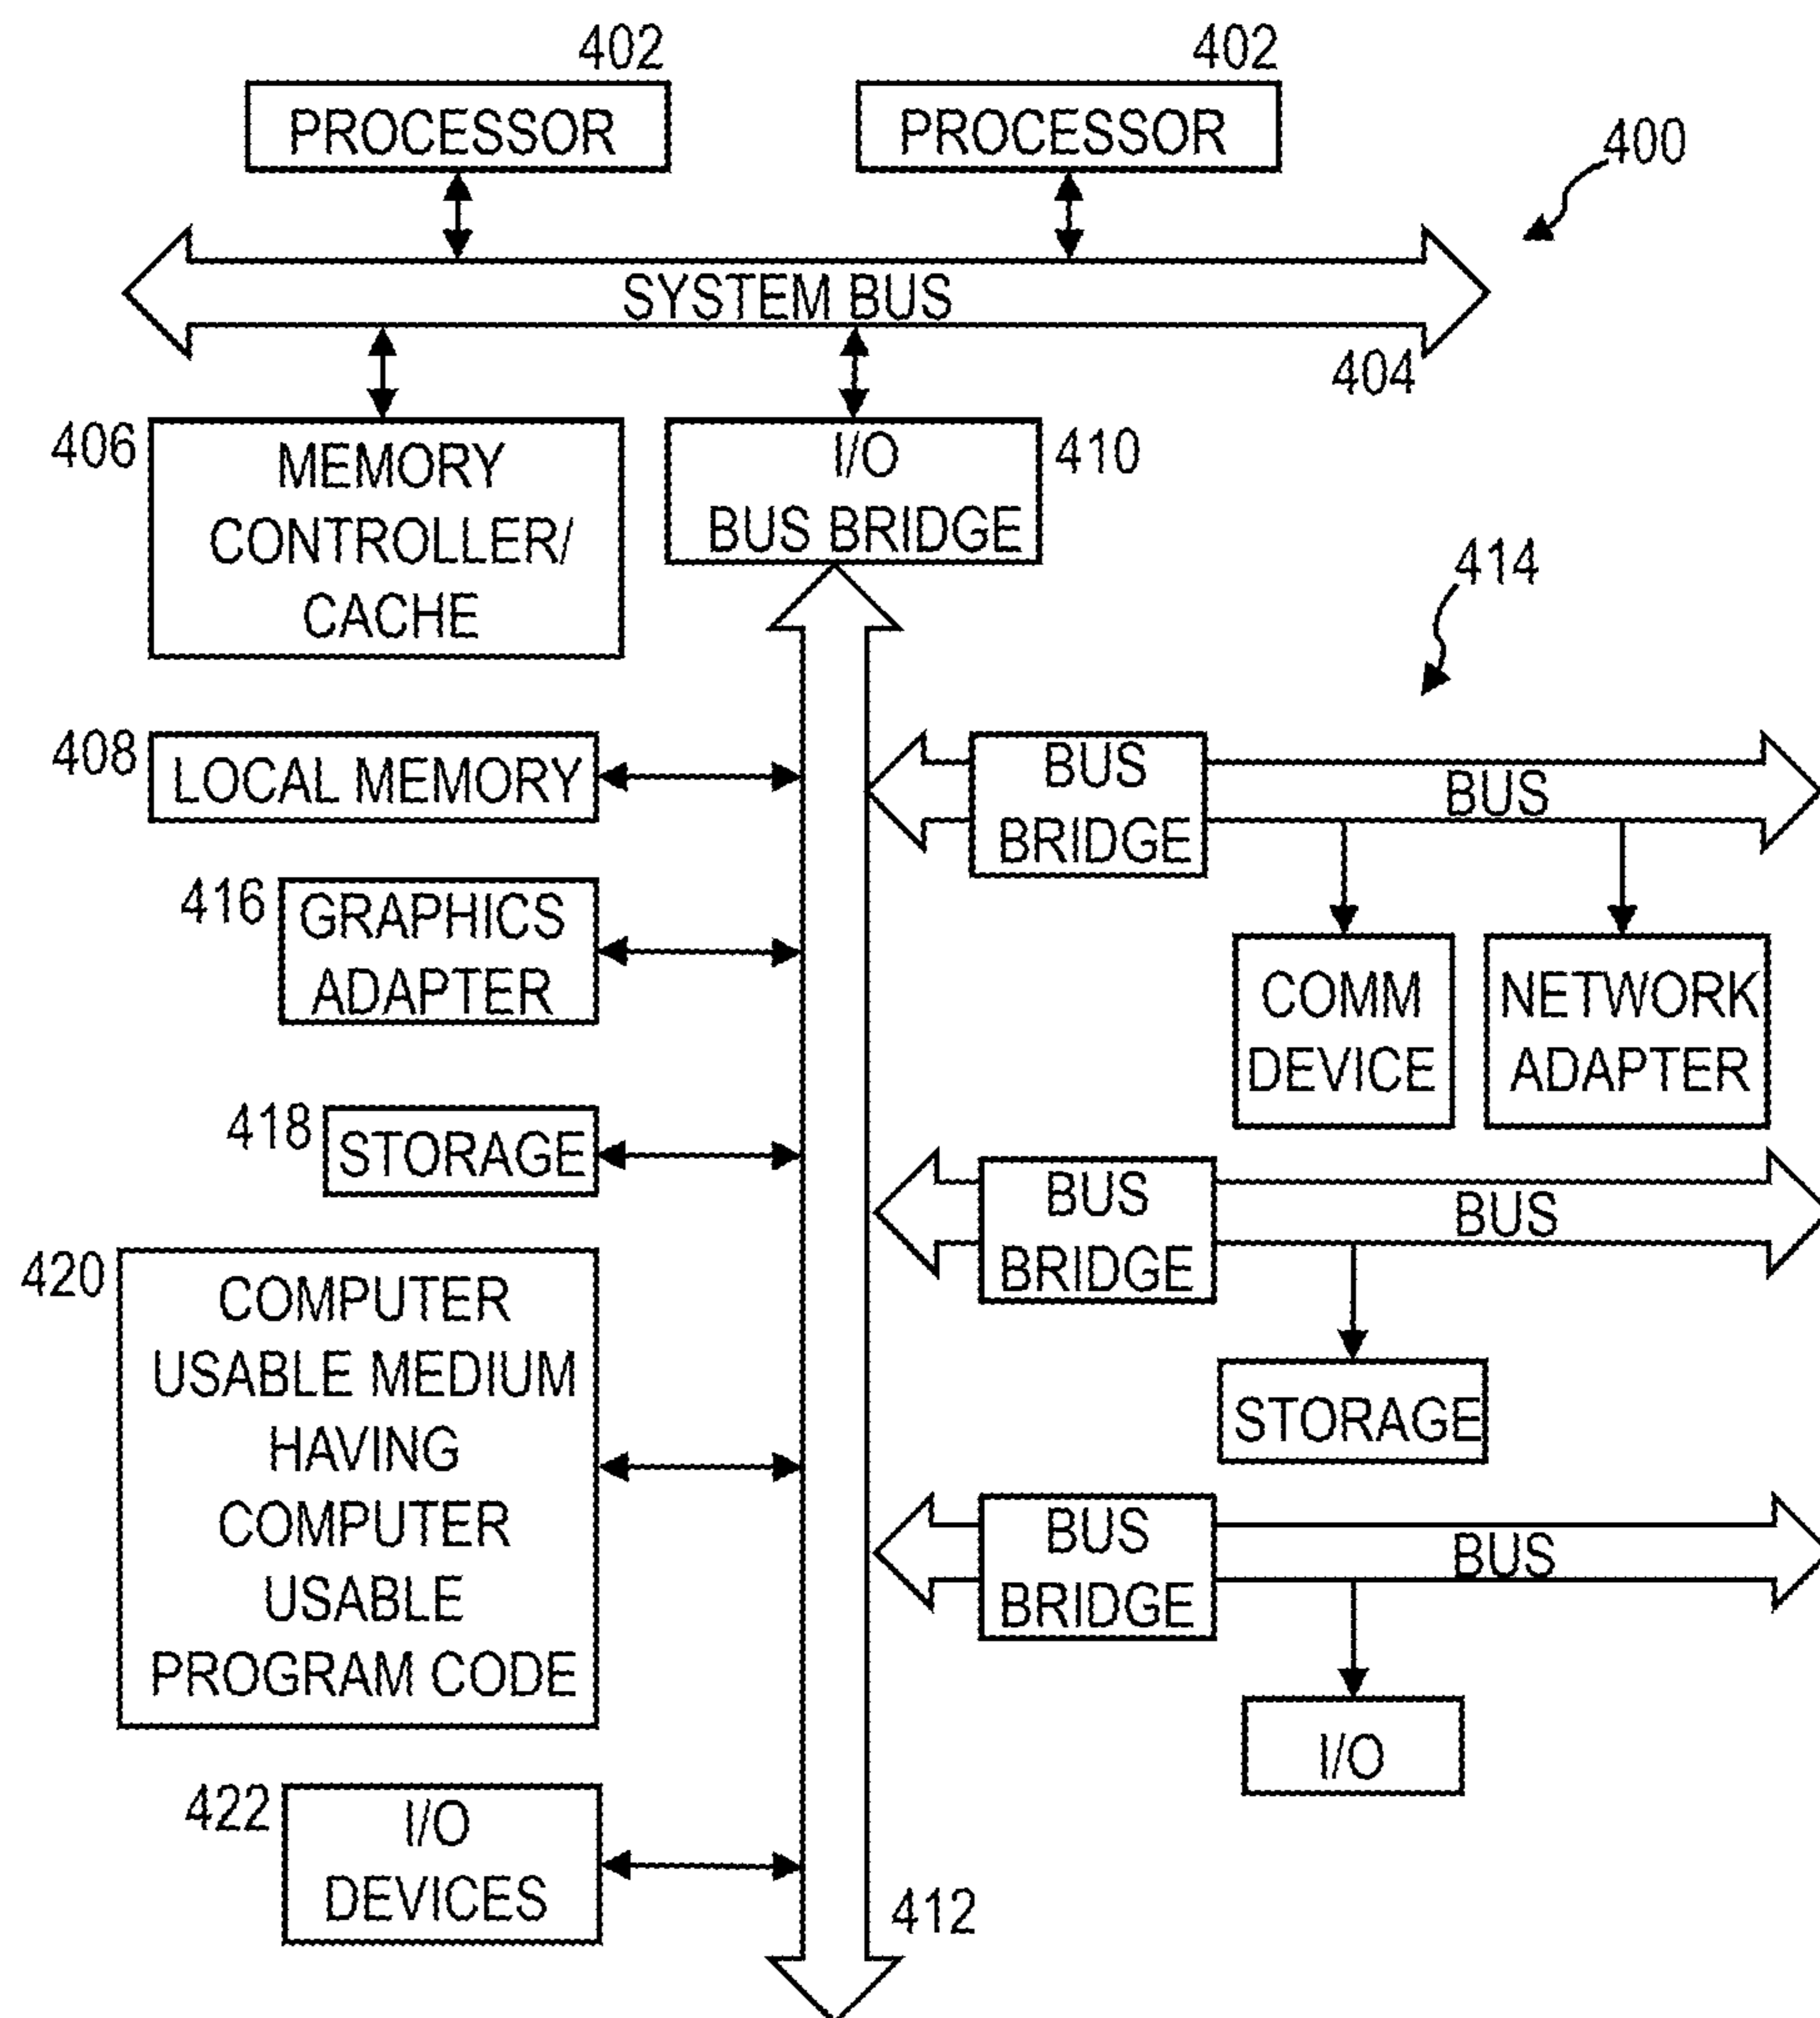 402
402
PROCESSOR
PROCESSOR
400
SYSTEM BUS
404
406
MEMORY
CONTROLLER/
CACHE
I/O
BUS BRIDGE
410
414
408
LOCAL MEMORY
BUS
BRIDGE
BUS
416
GRAPHICS
ADAPTER
COMM
DEVICE
NETWORK
ADAPTER
418
STORAGE
BUS
BRIDGE
BUS
420
COMPUTER
USABLE MEDIUM
HAVING
COMPUTER
USABLE
PROGRAM CODE
STORAGE
BUS
BRIDGE
BUS
I/O
422
I/O
DEVICES
412